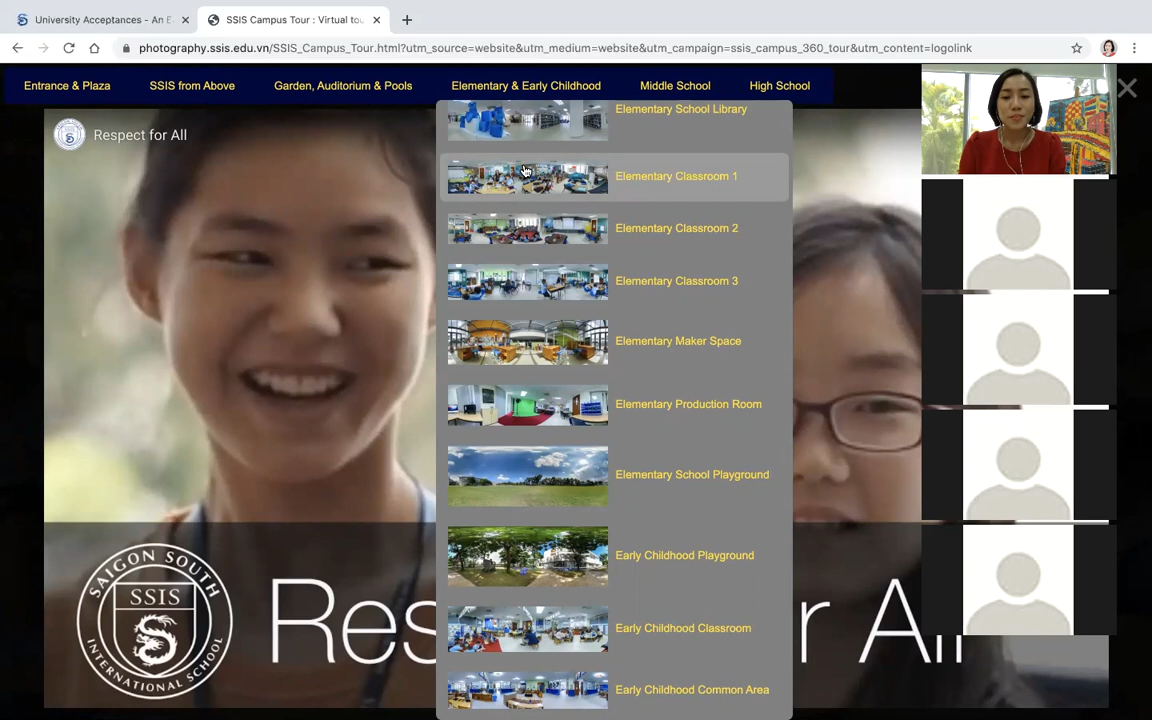 University Acceptances - An E
SSIS Campus Tour : Virtual tou
photography.ssis.edu.vn/SSIS_Campus_Tour.html?utm_source=website&utm_medium=website&utm_campaign=ssis_campus_360_tour&utm_content=logolink
Entrance & Plaza
SSIS from Above
Garden, Auditorium & Pools
Elementary & Early Childhood
Middle School
High School
Respect for All
Elementary School Library
Elementary Classroom 1
Elementary Classroom 2
Elementary Classroom 3
Elementary Maker Space
Elementary Production Room
Elementary School Playground
Early Childhood Playground
Early Childhood Classroom
Early Childhood Common Area
SAIGON SOUTH
SSIS
INTERNATIONAL SCHOOL
Res r All